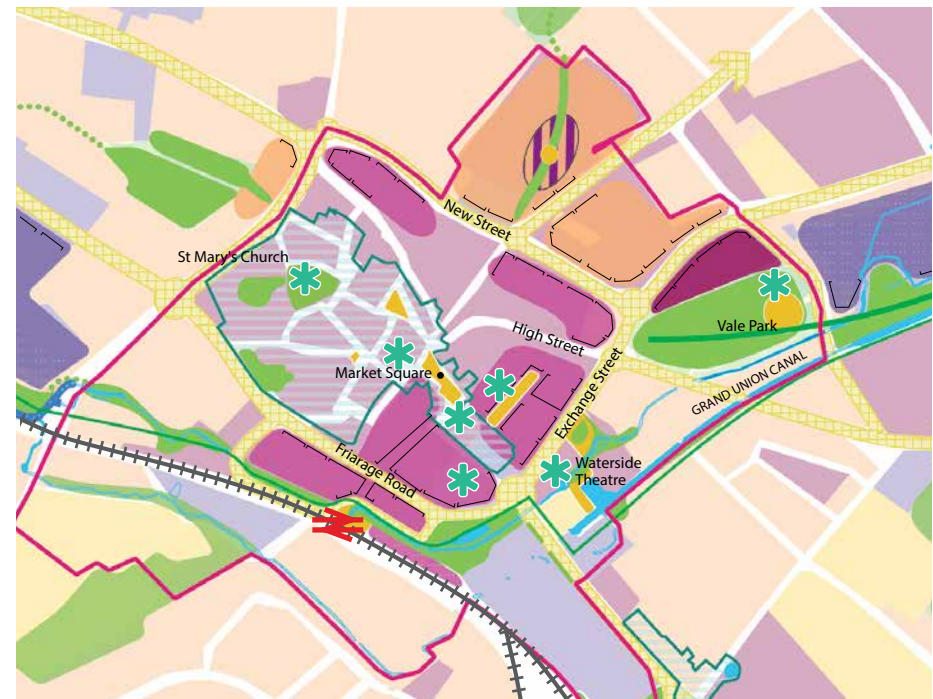 New Street
St Mary's Church
High Street
Vale Park
Market Square
Exchange Street
GRAND UNION CANAL
Friarage Road
Waterside
Theatre